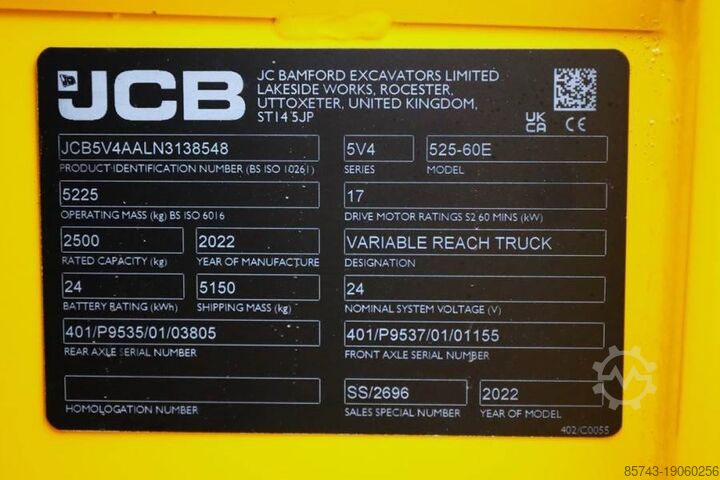 JCB
JC BAMFORD EXCAVATORS LIMITED
LAKESIDE WORKS, ROCESTER,
UTTOXETER, UNITED KINGDOM,
ST14 5JP
UK
CA CE
JCB5V4AALN3138548 5V4 525-60E
PRODUCT IDENTIFICATION NUMBER (BS ISO 10261) SERIES MODEL
5225 17
OPERATING MASS (kg) BS ISO 6016 DRIVE MOTOR RATINGS S2 60 MINS (kW)
2500 2022 VARIABLE REACH TRUCK
RATED CAPACITY (kg) YEAR OF MANUFACTURE DESIGNATION
24 5150 24
BATTERY RATING (kWh) SHIPPING MASS (kg) NOMINAL SYSTEM VOLTAGE (V)
401/P9535/01/03805 401/P9537/01/01155
REAR AXLE SERIAL NUMBER FRONT AXLE SERIAL NUMBER
SS/2696 2022
HOMOLOGATION NUMBER SALES SPECIAL NUMBER YEAR OF MODEL
402/C0055
85743-19060256